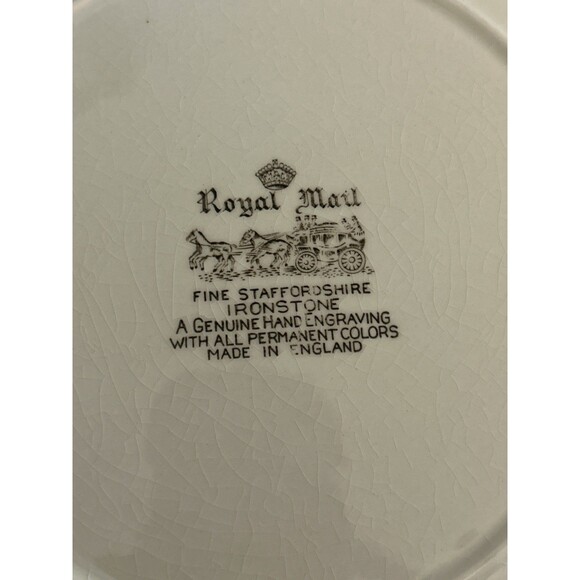 Royal Mail
FINE STAFFORDSHIRE
IRONSTONE
A GENUINE HAND ENGRAVING
WITH ALL PERMANENT COLORS
MADE IN ENGLAND